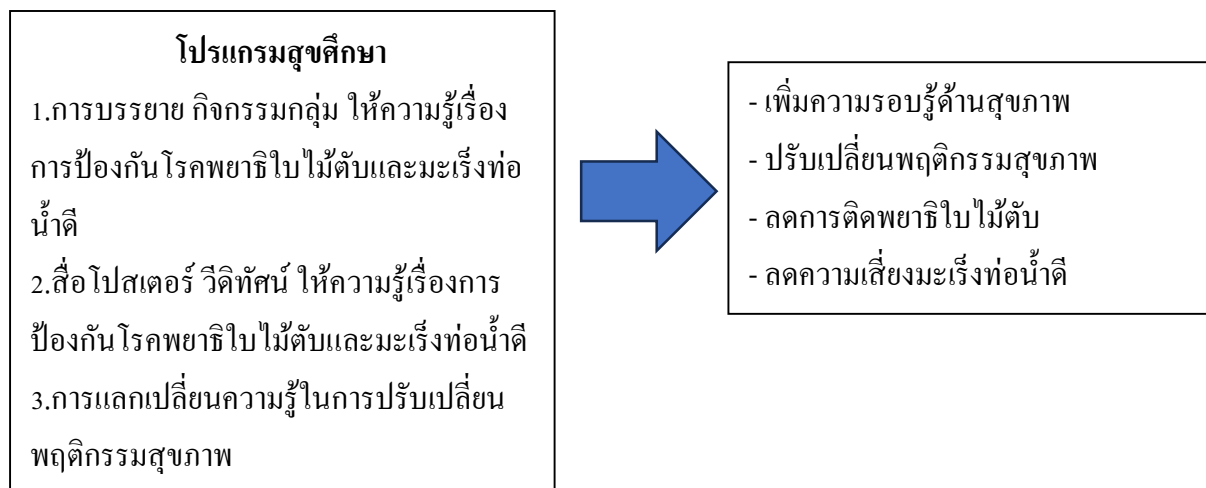 โปรแกรมสุขศึกษา
1.การบรรยาย กิจกรรมกลุ่ม ให้ความรู้เรื่อง
การป้องกันโรคพยาธิใบไม้ตับและมะเร็งท่อ
น้ำดี
2.สื่อโปสเตอร์ วีดิทัศน์ ให้ความรู้เรื่องการ
ป้องกันโรคพยาธิใบไม้ตับและมะเร็งท่อน้ำดี
3.การแลกเปลี่ยนความรู้ในการปรับเปลี่ยน
พฤติกรรมสุขภาพ
- เพิ่มความรอบรู้ด้านสุขภาพ
- ปรับเปลี่ยนพฤติกรรมสุขภาพ
- ลดการติดพยาธิใบไม้ตับ
- ลดความเสี่ยงมะเร็งท่อน้ำดี